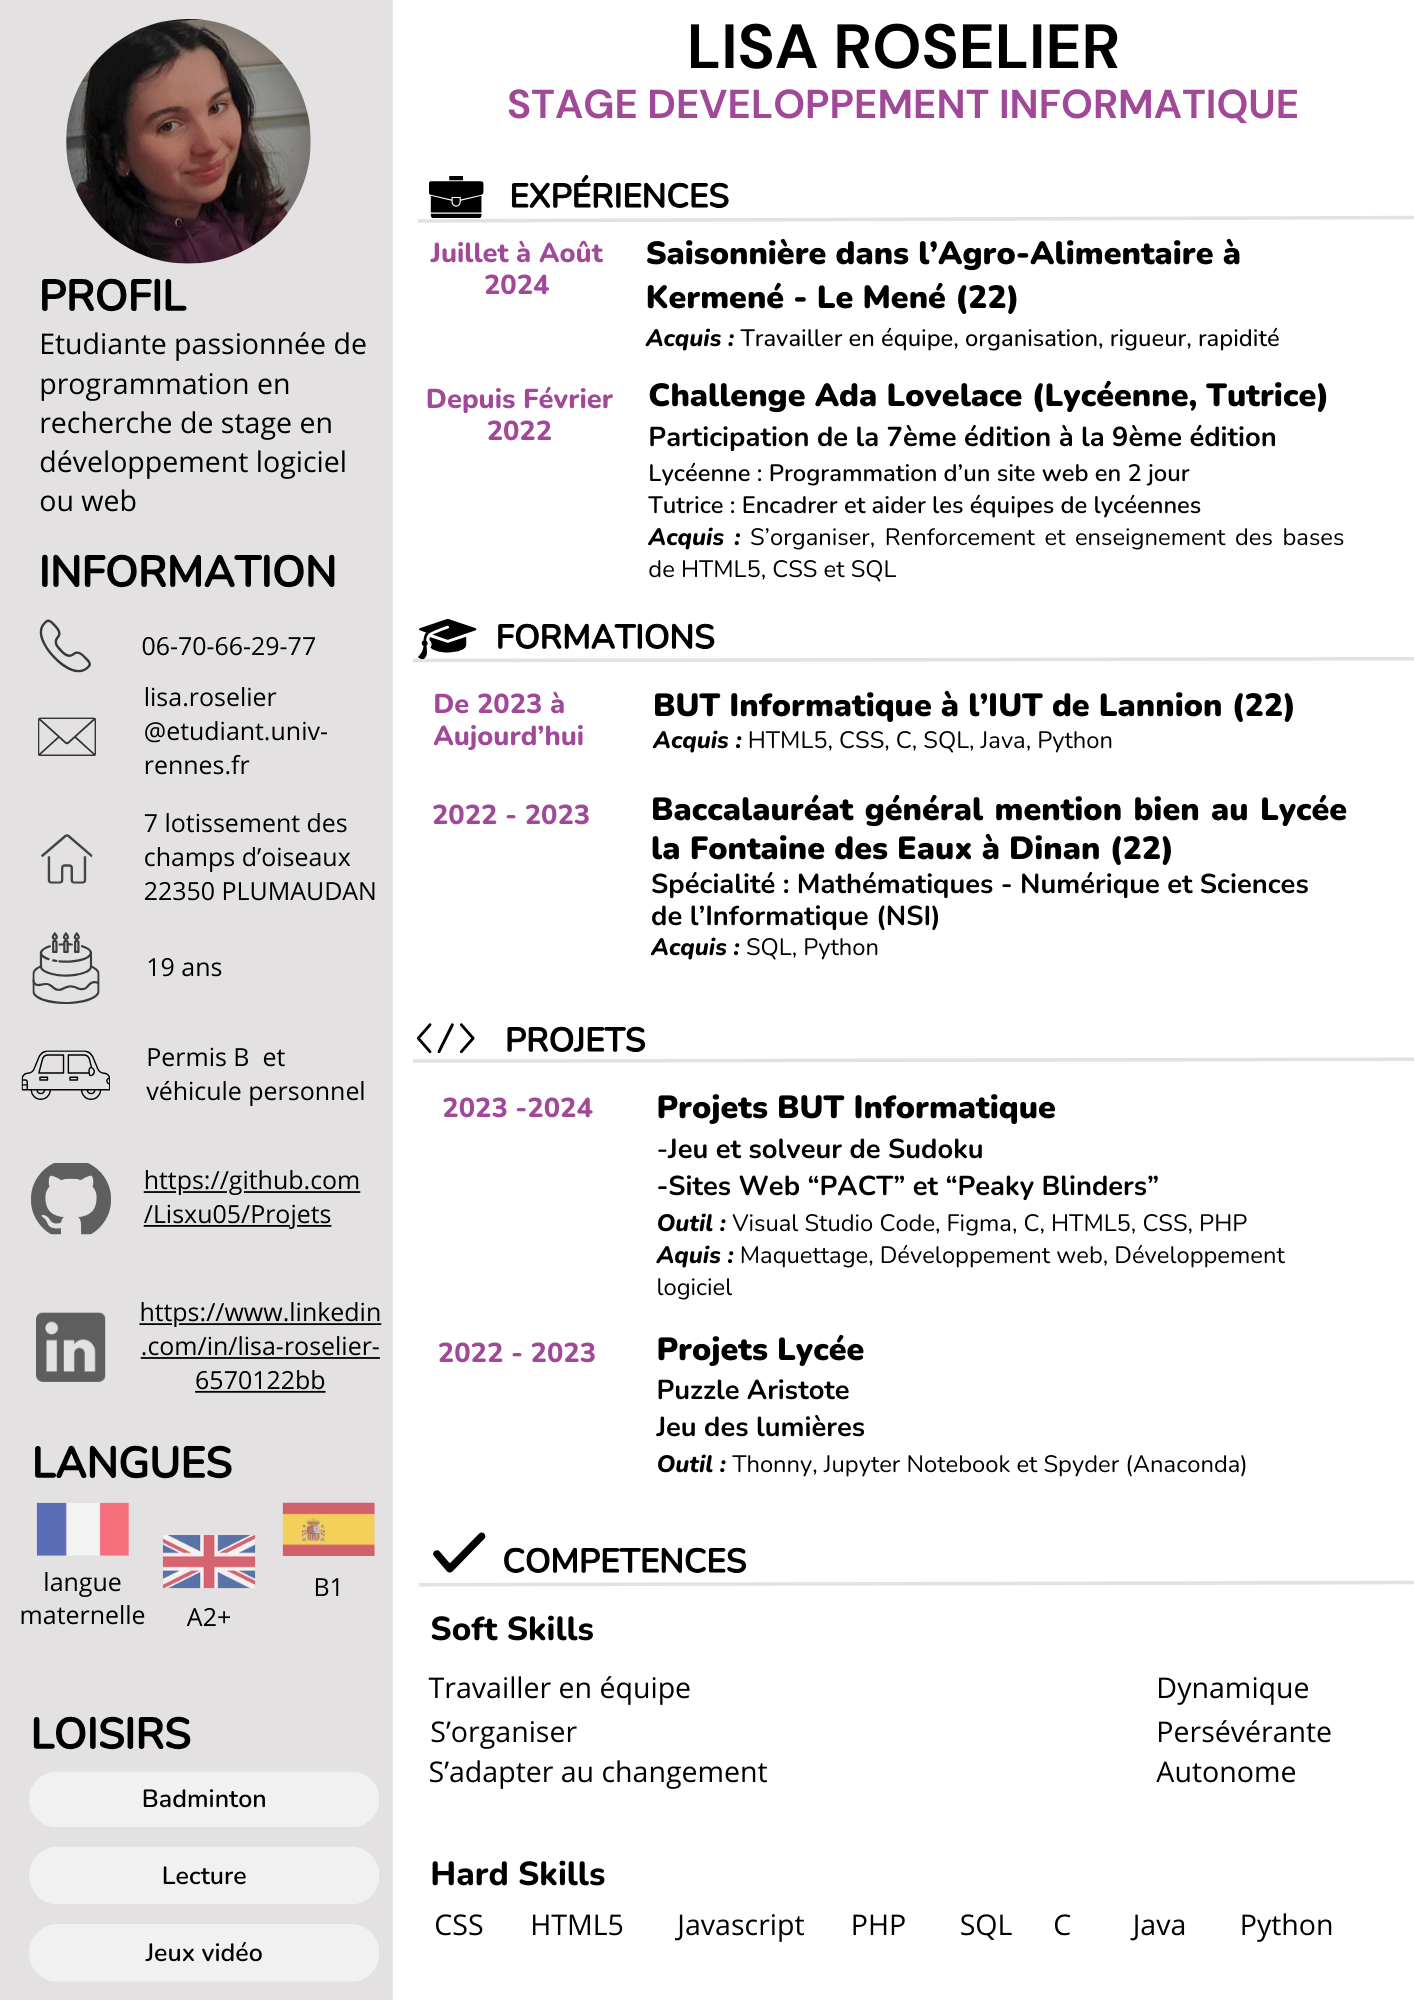 LISA ROSELIER
STAGE DEVELOPPEMENT INFORMATIQUE
PROFIL
Etudiante passionnée de
programmation en
recherche de stage en
développement logiciel
ou web
INFORMATION
06-70-66-29-77
lisa.roselier
@etudiant.univ-
rennes.fr
7 lotissement des
champs d’oiseaux
22350 PLUMAUDAN
19 ans
Permis B et
véhicule personnel
https://github.com
/Lisxu05/Projets
https://www.linkedin
.com/in/lisa-roselier-
6570122bb
LANGUES
langue
maternelle
A2+
B1
LOISIRS
Badminton
Lecture
Jeux vidéo
EXPÉRIENCES
Juillet à Août
2024
Saisonnière dans l’Agro-Alimentaire à
Kermené - Le Mené (22)
Acquis : Travailler en équipe, organisation, rigueur, rapidité
Depuis Février
2022
Challenge Ada Lovelace (Lycéenne, Tutrice)
Participation de la 7ème édition à la 9ème édition
Lycéenne : Programmation d’un site web en 2 jour
Tutrice : Encadrer et aider les équipes de lycéennes
Acquis : S’organiser, Renforcement et enseignement des bases
de HTML5, CSS et SQL
FORMATIONS
De 2023 à
Aujourd’hui
BUT Informatique à l’IUT de Lannion (22)
Acquis : HTML5, CSS, C, SQL, Java, Python
2022 - 2023
Baccalauréat général mention bien au Lycée
la Fontaine des Eaux à Dinan (22)
Spécialité : Mathématiques - Numérique et Sciences
de l’Informatique (NSI)
Acquis : SQL, Python
PROJETS
2023 -2024
Projets BUT Informatique
-Jeu et solveur de Sudoku
-Sites Web “PACT” et “Peaky Blinders”
Outil : Visual Studio Code, Figma, C, HTML5, CSS, PHP
Aquis : Maquettage, Développement web, Développement
logiciel
2022 - 2023
Projets Lycée
Puzzle Aristote
Jeu des lumières
Outil : Thonny, Jupyter Notebook et Spyder (Anaconda)
COMPETENCES
Soft Skills
Travailler en équipe
S’organiser
S’adapter au changement
Dynamique
Persévérante
Autonome
Hard Skills
CSS HTML5 Javascript PHP SQL C Java Python